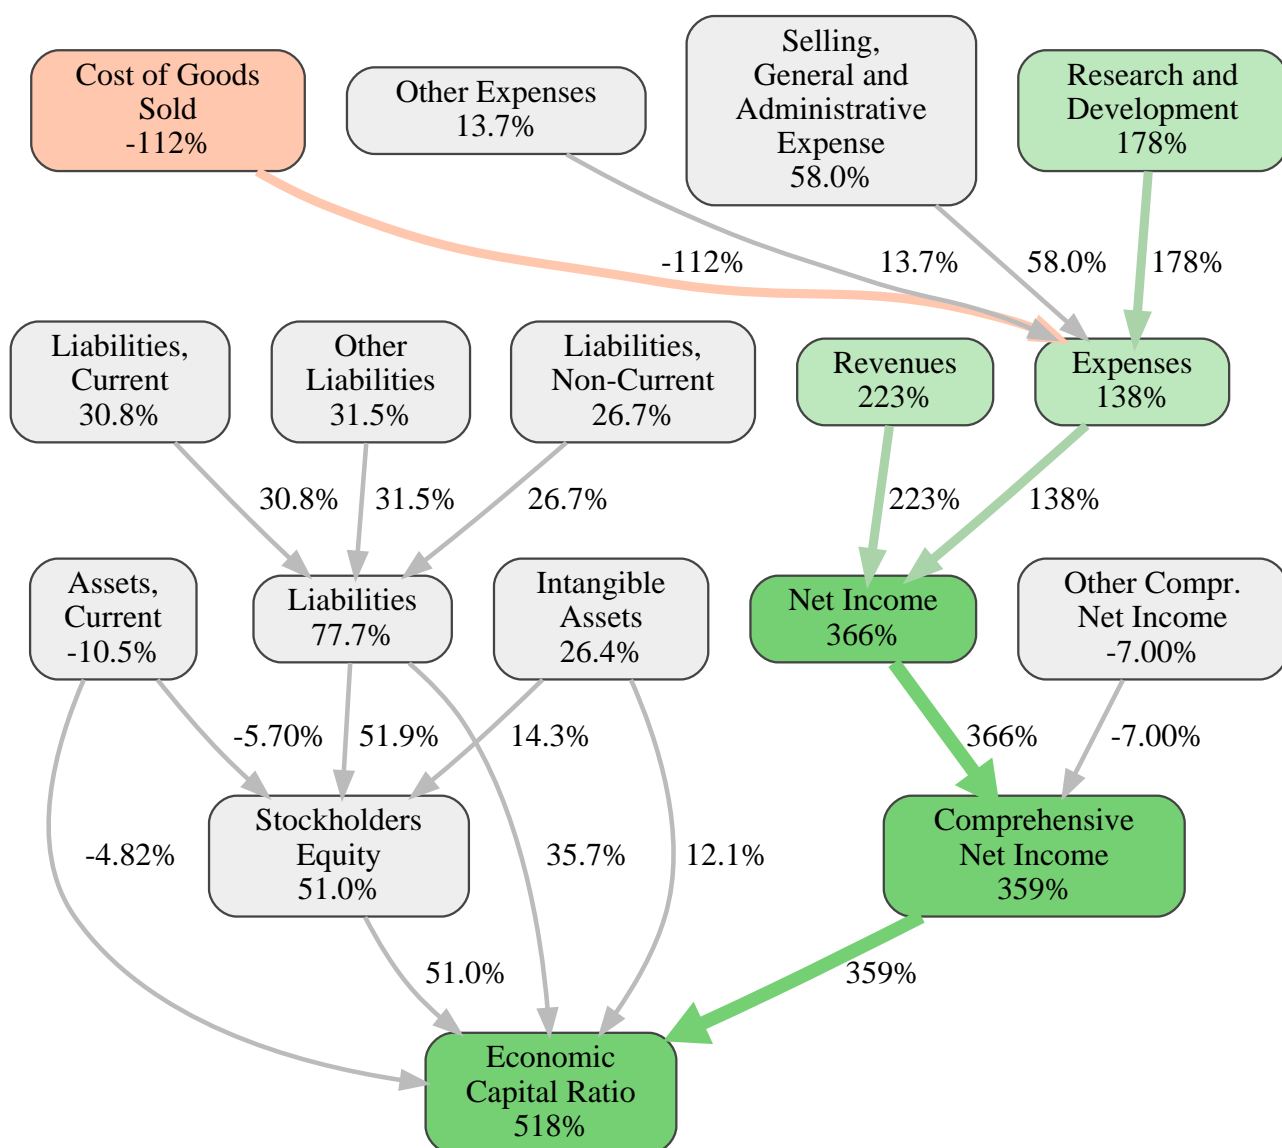 Cost of Goods
Sold
-112%
Other Expenses
13.7%
Selling,
General and
Administrative
Expense
58.0%
Research and
Development
178%
-112%
13.7%
58.0%
178%
Liabilities,
Current
30.8%
Other
Liabilities
31.5%
Liabilities,
Non-Current
26.7%
Revenues
223%
Expenses
138%
30.8%
31.5%
26.7%
223%
138%
Assets,
Current
-10.5%
Liabilities
77.7%
Intangible
Assets
26.4%
Net Income
366%
Other Compr.
Net Income
-7.00%
-5.70%
51.9%
14.3%
366%
-7.00%
-4.82%
Stockholders
Equity
51.0%
35.7%
12.1%
Comprehensive
Net Income
359%
51.0%
359%
Economic
Capital Ratio
518%